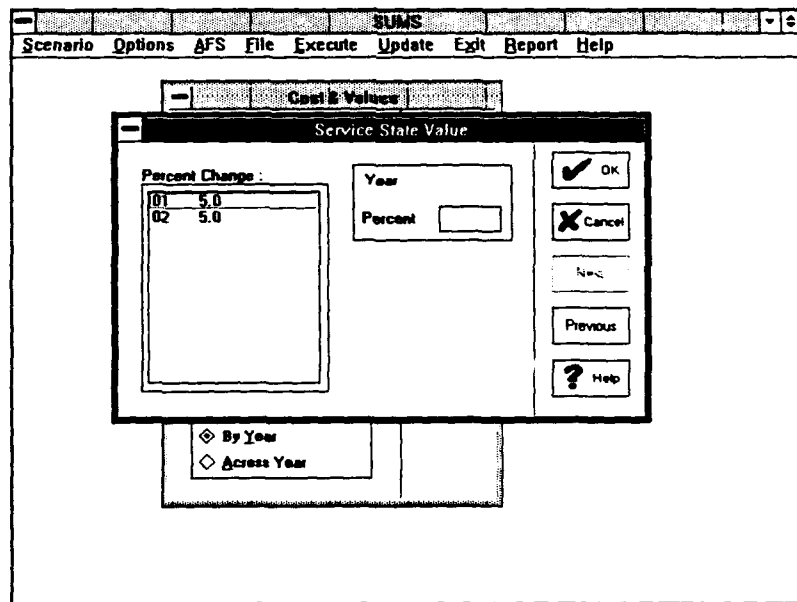 SUMS
Scenario Options AFS File Execute Update Exit Report Help
Cost & Values
Service State Value
Percent Change :
01 5.0
02 5.0
Year
Percent
OK
Cancel
Next
Previous
Help
By Year
Across Year